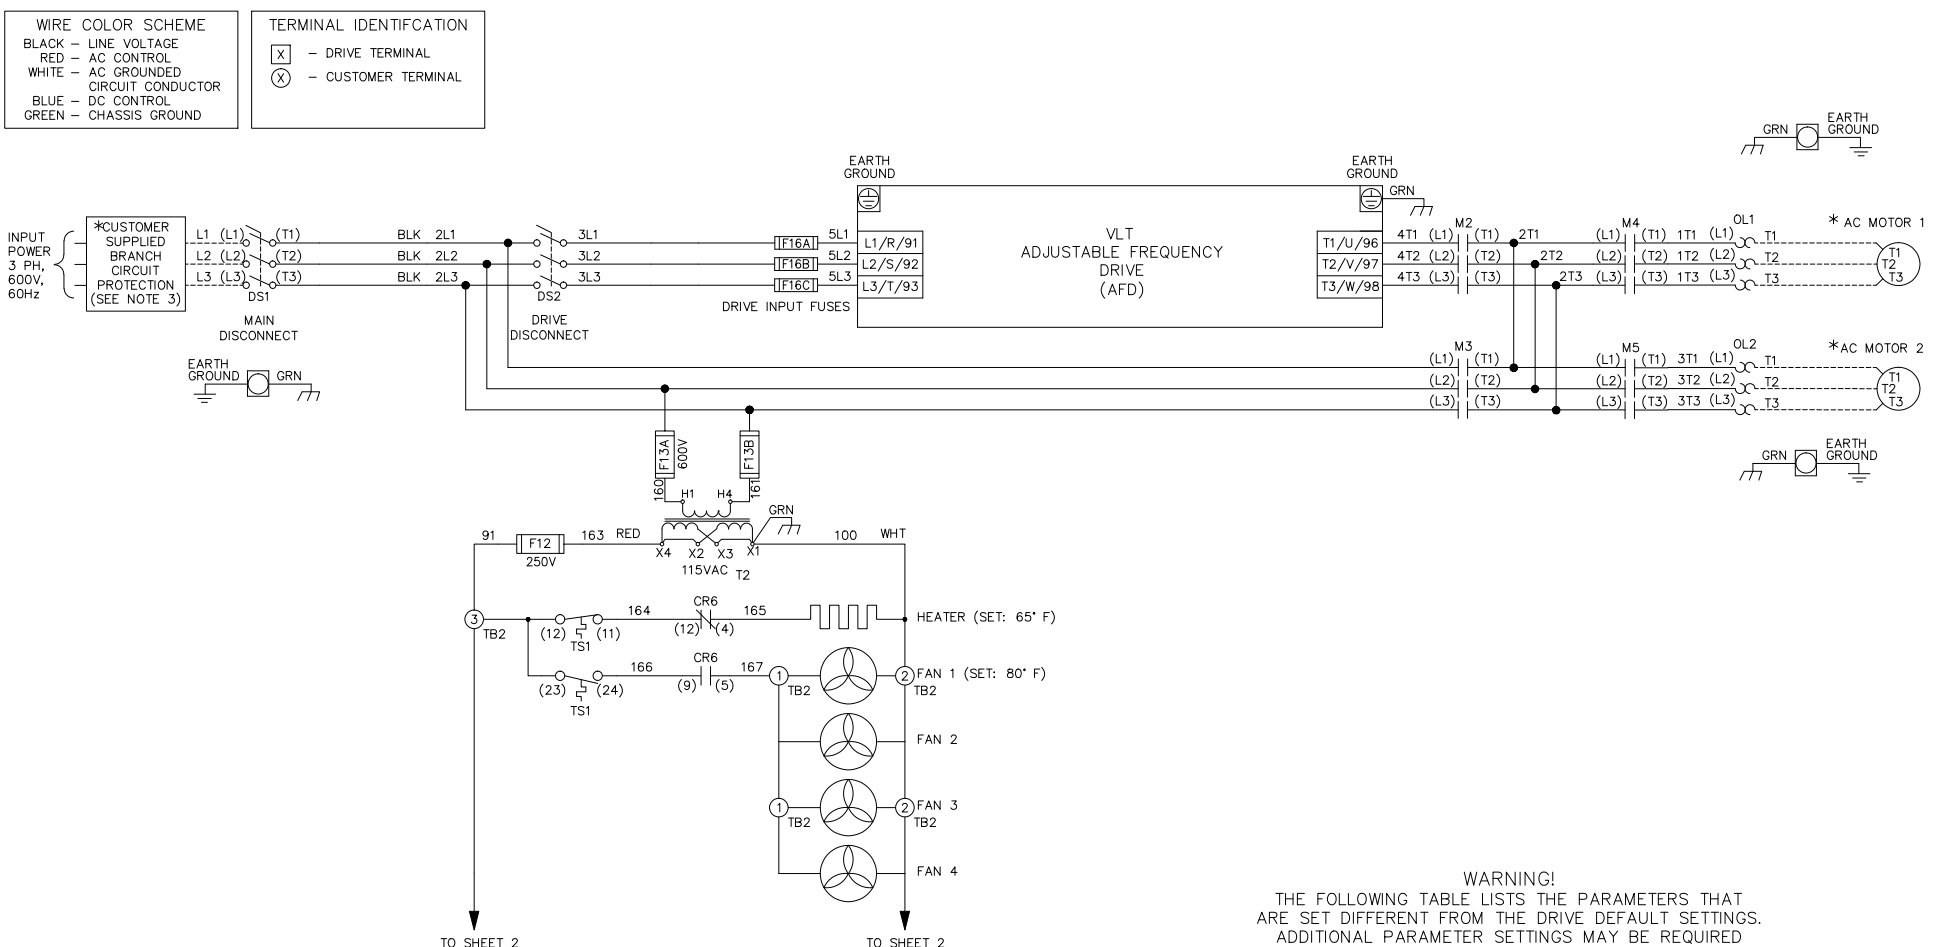 WIRE COLOR SCHEME
BLACK – LINE VOLTAGE
RED – AC CONTROL
WHITE – AC GROUNDED
CIRCUIT CONDUCTOR
BLUE – DC CONTROL
GREEN – CHASSIS GROUND
TERMINAL IDENTIFCATION
X – DRIVE TERMINAL
X – CUSTOMER TERMINAL
GRN
EARTH
GROUND
INPUT
POWER
3 PH,
600V,
60Hz
*CUSTOMER
SUPPLIED
BRANCH
CIRCUIT
PROTECTION
(SEE NOTE 3)
L1 (L1) (T1) BLK 2L1 3L1 F16A 5L1 L1/R/91
L2 (L2) (T2) BLK 2L2 3L2 F16B 5L2 L2/S/92
L3 (L3) (T3) BLK 2L3 3L3 F16C 5L3 L3/T/93
DS1
MAIN
DISCONNECT
DS2
DRIVE
DISCONNECT
DRIVE INPUT FUSES
EARTH
GROUND
VLT
ADJUSTABLE FREQUENCY
DRIVE
(AFD)
EARTH
GROUND
GRN
M2 M4 OL1 * AC MOTOR 1
T1/U/96 4T1 (L1) (T1) 2T1 (L1) (T1) 1T1 (L1) T1 T1
T2/V/97 4T2 (L2) (T2) 2T2 (L2) (T2) 1T2 (L2) T2 T2
T3/W/98 4T3 (L3) (T3) 2T3 (L3) (T3) 1T3 (L3) T3 T3
EARTH
GROUND GRN
M3 M5 OL2 *AC MOTOR 2
(L1) (T1) (L1) (T1) 3T1 (L1) T1 T1
(L2) (T2) (L2) (T2) 3T2 (L2) T2 T2
(L3) (T3) (L3) (T3) 3T3 (L3) T3 T3
GRN
EARTH
GROUND
F13A
600V
F13B
160
161
H1 H4
GRN
91 F12 163 RED
250V
X4 X2 X3 X1
115VAC T2
100 WHT
3
TB2
(12) (11)
TS1
164
CR6
(12) (4)
165
HEATER (SET: 65° F)
(23) (24)
TS1
166
CR6
(9) (5)
167
1
TB2
2
TB2
FAN 1 (SET: 80° F)
FAN 2
1
TB2
2
TB2
FAN 3
FAN 4
TO SHEET 2
TO SHEET 2
WARNING!
THE FOLLOWING TABLE LISTS THE PARAMETERS THAT
ARE SET DIFFERENT FROM THE DRIVE DEFAULT SETTINGS.
ADDITIONAL PARAMETER SETTINGS MAY BE REQUIRED